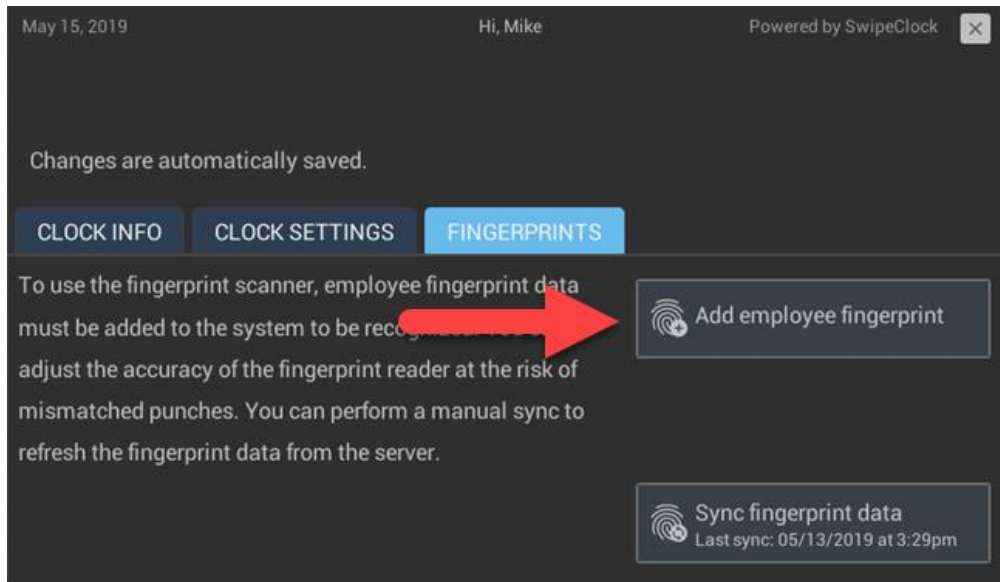 May 15, 2019 Hi, Mike Powered by SwipeClock
Changes are automatically saved.
CLOCK INFO CLOCK SETTINGS FINGERPRINTS
To use the fingerprint scanner, employee fingerprint data
must be added to the system to be
adjust the accuracy of the fingerprint reader at the risk of
mismatched punches. You can perform a manual sync to
refresh the fingerprint data from the server.
Add employee fingerprint
Sync fingerprint data
Last sync: 05/13/2019 at 3:29pm